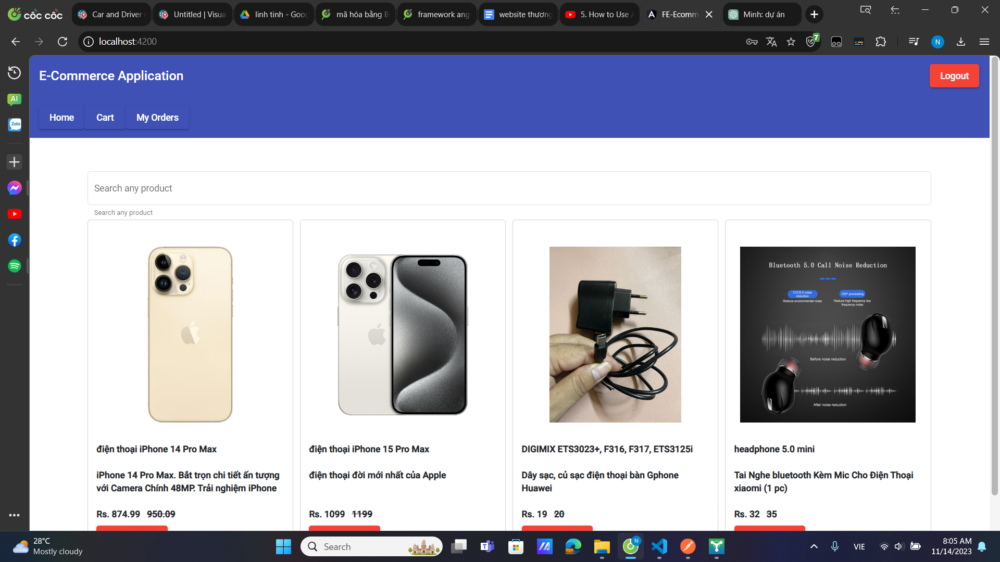 cốc cốc
Car and Driver
Untitled | Visua
linh tinh - Goog
mã hóa bằng B
framework ang
website thương
5. How to Use
FE-Ecomm
Minh: dự án
localhost:4200
7
N
AI
Zalo
E-Commerce Application
Logout
Home
Cart
My Orders
Search any product
Search any product
Bluetooth 5.0 Call Noise Reduction
CVC8.0 noise reduction
DSP processing
Reduce environmental noise
Reduce high frequency low frequency noise
Before noise reduction
After noise reduction
điện thoại iPhone 14 Pro Max
điện thoại iPhone 15 Pro Max
DIGIMIX ETS3023+, F316, F317, ETS3125i
headphone 5.0 mini
iPhone 14 Pro Max. Bắt trọn chi tiết ấn tượng
với Camera Chính 48MP. Trải nghiệm iPhone
điện thoại đời mới nhất của Apple
Dây sạc, củ sạc điện thoại bàn Gphone
Huawei
Tai Nghe bluetooth Kèm Mic Cho Điện Thoại
xiaomi (1 pc)
Rs. 874.99 950.09
Rs. 1099 1199
Rs. 19 20
Rs. 32 35
28°C
Mostly cloudy
Search
N
VIE
8:05 AM
11/14/2023